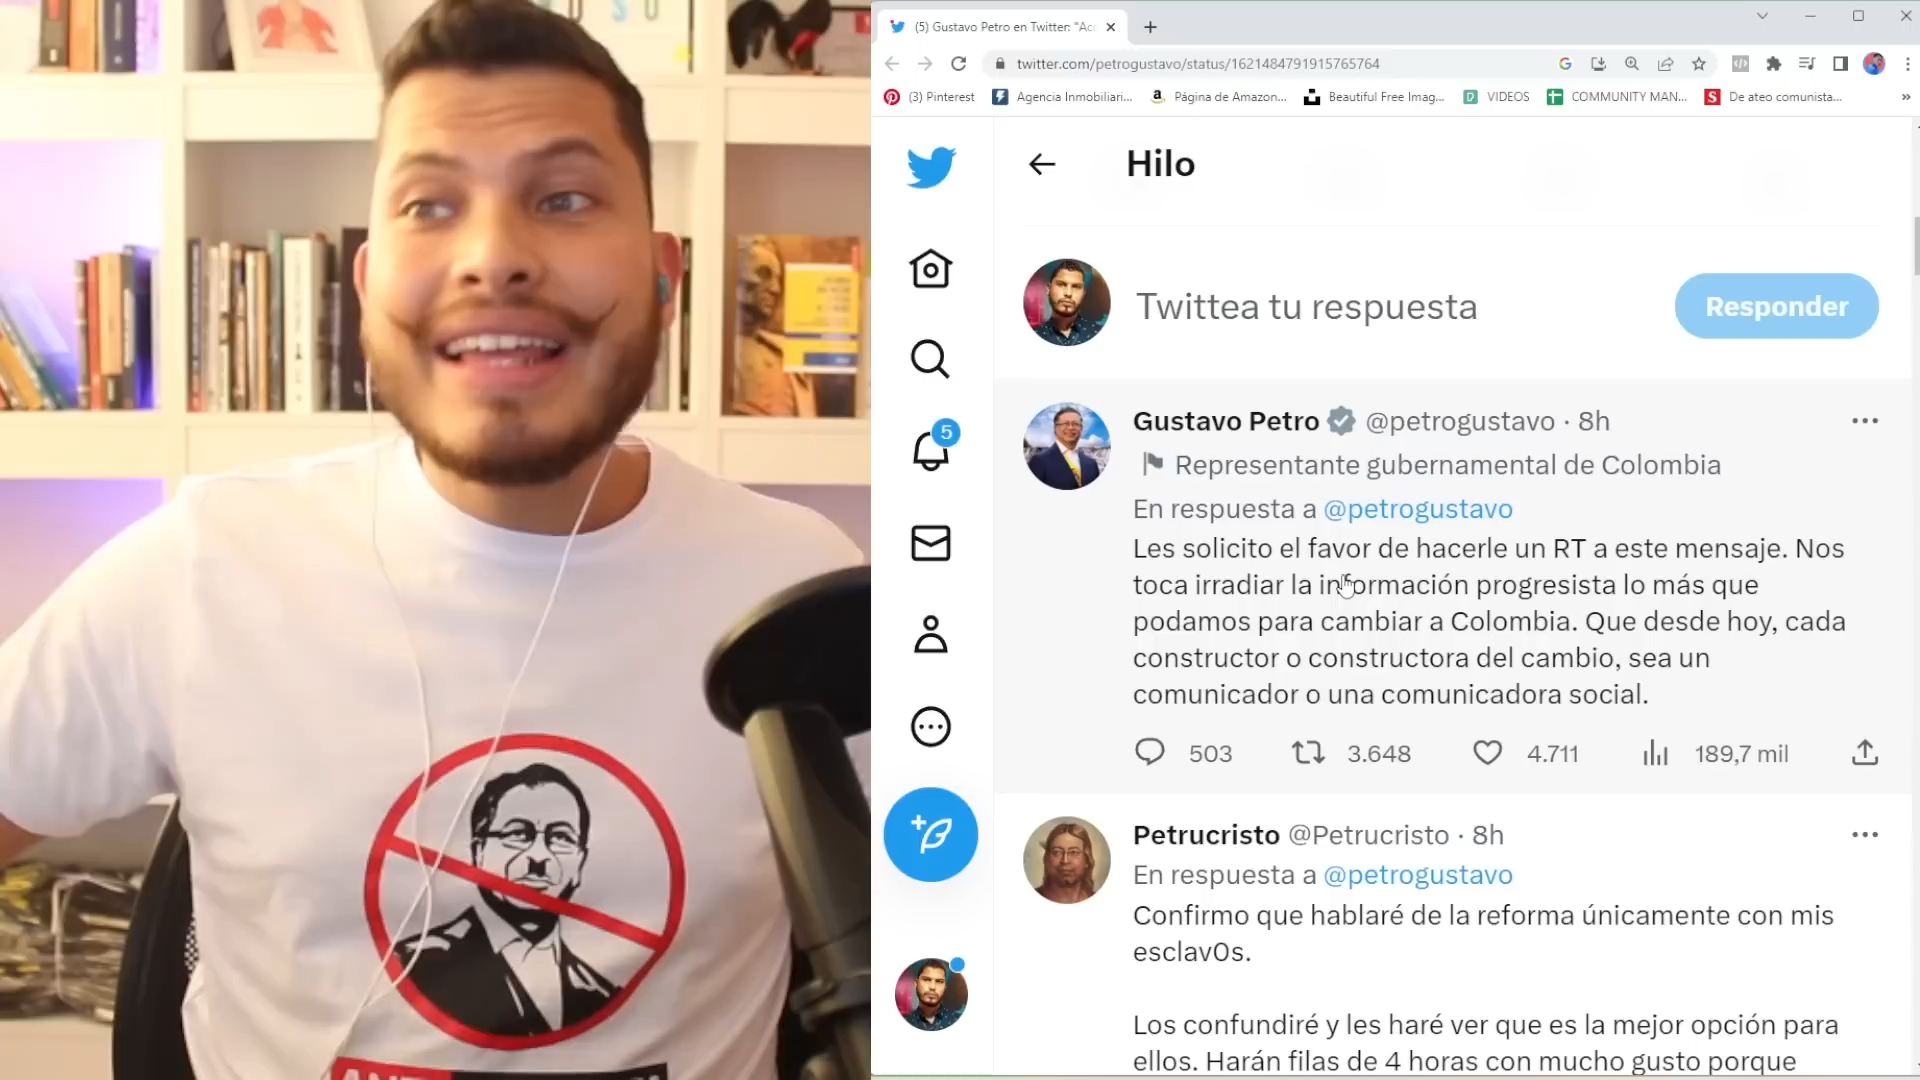 (5) Gustavo Petro en Twitter: "Ac
twitter.com/petrogustavo/status/1621484791915765764
(3) Pinterest
Agencia Inmobiliari...
Página de Amazon...
Beautiful Free Imag...
VIDEOS
COMMUNITY MAN...
De ateo comunista...
»
Hilo
Twittea tu respuesta
Responder
Gustavo Petro @petrogustavo · 8h
Representante gubernamental de Colombia
En respuesta a @petrogustavo
Les solicito el favor de hacerle un RT a este mensaje. Nos
toca irradiar la información progresista lo más que
podamos para cambiar a Colombia. Que desde hoy, cada
constructor o constructora del cambio, sea un
comunicador o una comunicadora social.
503 3.648 4.711 189,7 mil
5
Petrucristo @Petrucristo · 8h
En respuesta a @petrogustavo
Confirmo que hablaré de la reforma únicamente con mis
esclav0s.
Los confundiré y les haré ver que es la mejor opción para
ellos. Harán filas de 4 horas con mucho gusto porque